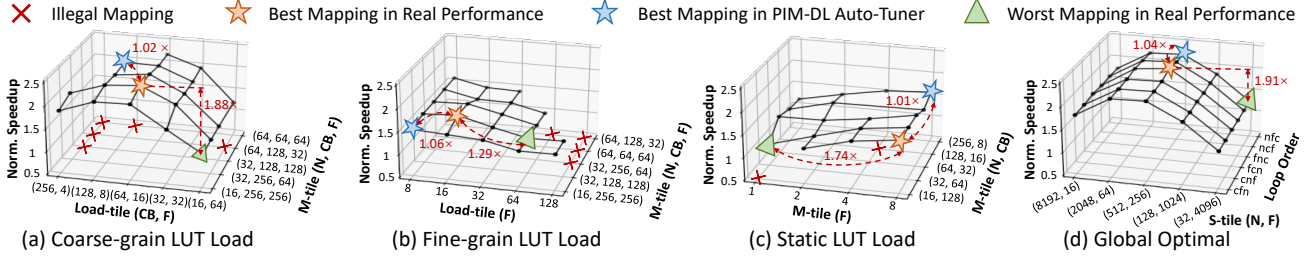 Illegal Mapping
Best Mapping in Real Performance
Best Mapping in PIM-DL Auto-Tuner
Worst Mapping in Real Performance
Norm. Speedup
2.5
2
1.5
1
0.5
1.02 ×
1.88×
(256, 4)(128, 8)(64, 16)(32, 32)(16, 64)
Load-tile (CB, F)
(64, 64, 64)
(64, 128, 32)
(32, 128, 128)
(32, 256, 64)
(16, 256, 256)
M-tile (N, CB, F)
(a) Coarse-grain LUT Load
Norm. Speedup
2.5
2
1.5
1
0.5
1.06×
1.29×
8
16
32
64
128
Load-tile (F)
(64, 128, 32)
(64, 256, 64)
(32, 128, 128)
(32, 256, 64)
(16, 256, 256)
M-tile (N, CB, F)
(b) Fine-grain LUT Load
Norm. Speedup
2.5
2
1.5
1
0.5
1.01×
1.74×
1
2
4
8
M-tile (F)
(256, 8)
(128, 16)
(64, 32)
(32, 64)
(16, 128)
M-tile (N, CB)
(c) Static LUT Load
Norm. Speedup
2.5
2
1.5
1
0.5
1.04×
1.91×
(8192, 16)
(2048, 64)
(512, 256)
(128, 1024)
(32, 4096)
S-tile (N, F)
nfc
ncf
fnc
fcn
cnf
cfn
Loop Order
(d) Global Optimal